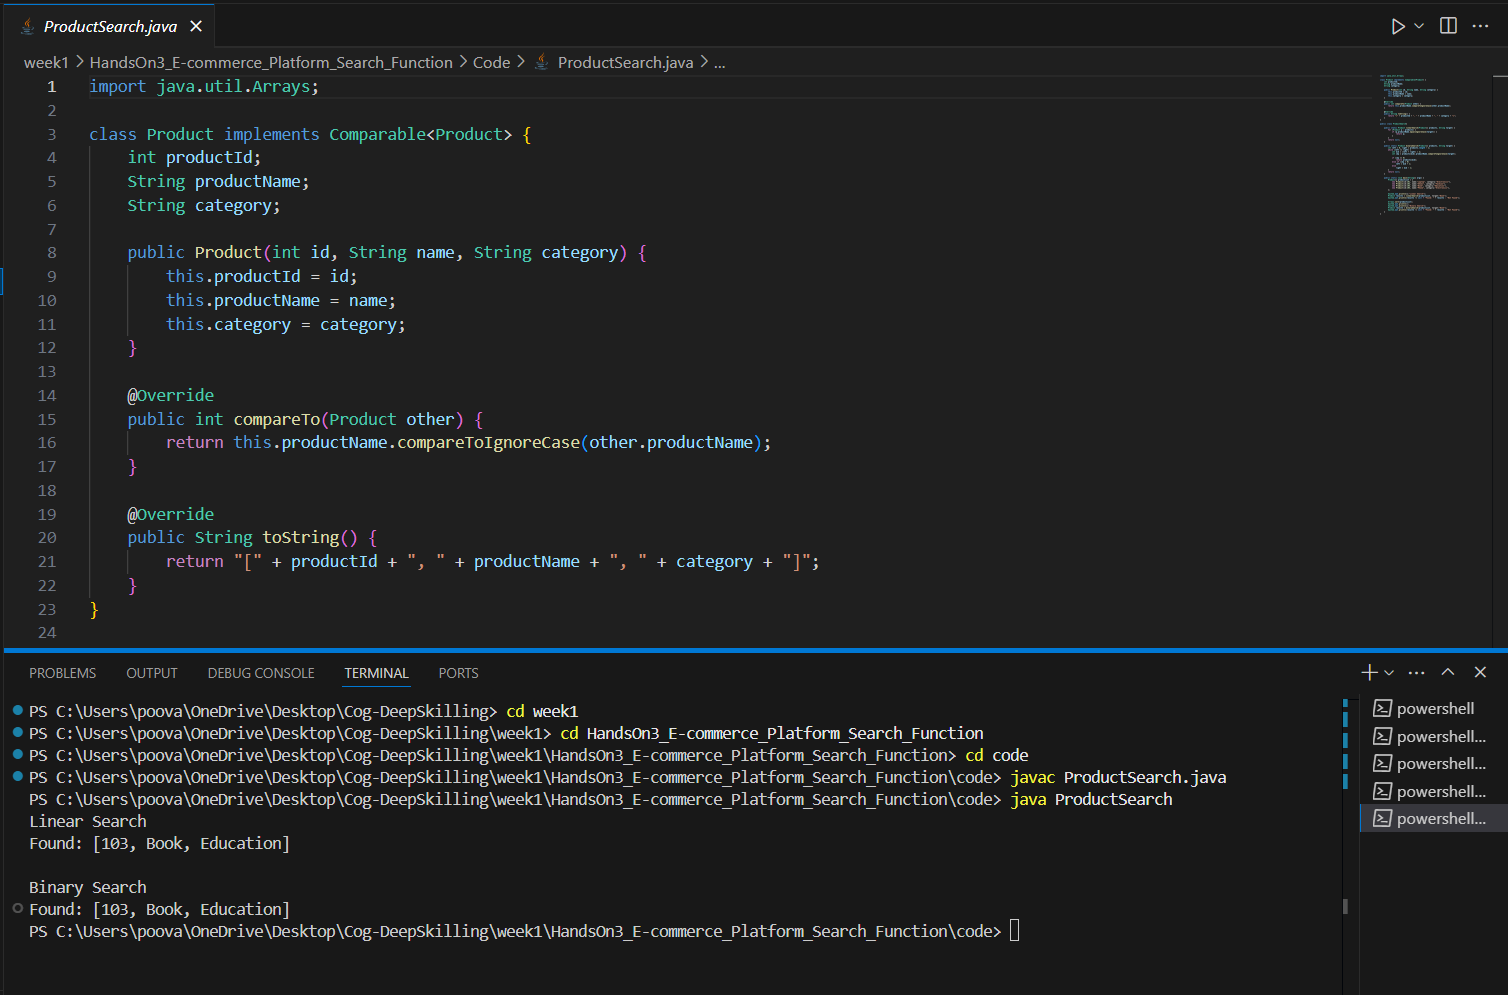 ProductSearch.java
week1 > HandsOn3_E-commerce_Platform_Search_Function > Code > ProductSearch.java > ...
1 import java.util.Arrays;
2
3 class Product implements Comparable<Product> {
4     int productId;
5     String productName;
6     String category;
7
8     public Product(int id, String name, String category) {
9         this.productId = id;
10         this.productName = name;
11         this.category = category;
12     }
13
14     @Override
15     public int compareTo(Product other) {
16         return this.productName.compareToIgnoreCase(other.productName);
17     }
18
19     @Override
20     public String toString() {
21         return "[" + productId + ", " + productName + ", " + category + "]";
22     }
23 }
24
PROBLEMS OUTPUT DEBUG CONSOLE TERMINAL PORTS
PS C:\Users\poova\OneDrive\Desktop\Cog-DeepSkilling> cd week1
PS C:\Users\poova\OneDrive\Desktop\Cog-DeepSkilling\week1> cd HandsOn3_E-commerce_Platform_Search_Function
PS C:\Users\poova\OneDrive\Desktop\Cog-DeepSkilling\week1\HandsOn3_E-commerce_Platform_Search_Function> cd code
PS C:\Users\poova\OneDrive\Desktop\Cog-DeepSkilling\week1\HandsOn3_E-commerce_Platform_Search_Function\code> javac ProductSearch.java
PS C:\Users\poova\OneDrive\Desktop\Cog-DeepSkilling\week1\HandsOn3_E-commerce_Platform_Search_Function\code> java ProductSearch
Linear Search
Found: [103, Book, Education]

Binary Search
Found: [103, Book, Education]
PS C:\Users\poova\OneDrive\Desktop\Cog-DeepSkilling\week1\HandsOn3_E-commerce_Platform_Search_Function\code>
powershell
powershell...
powershell...
powershell...
powershell...